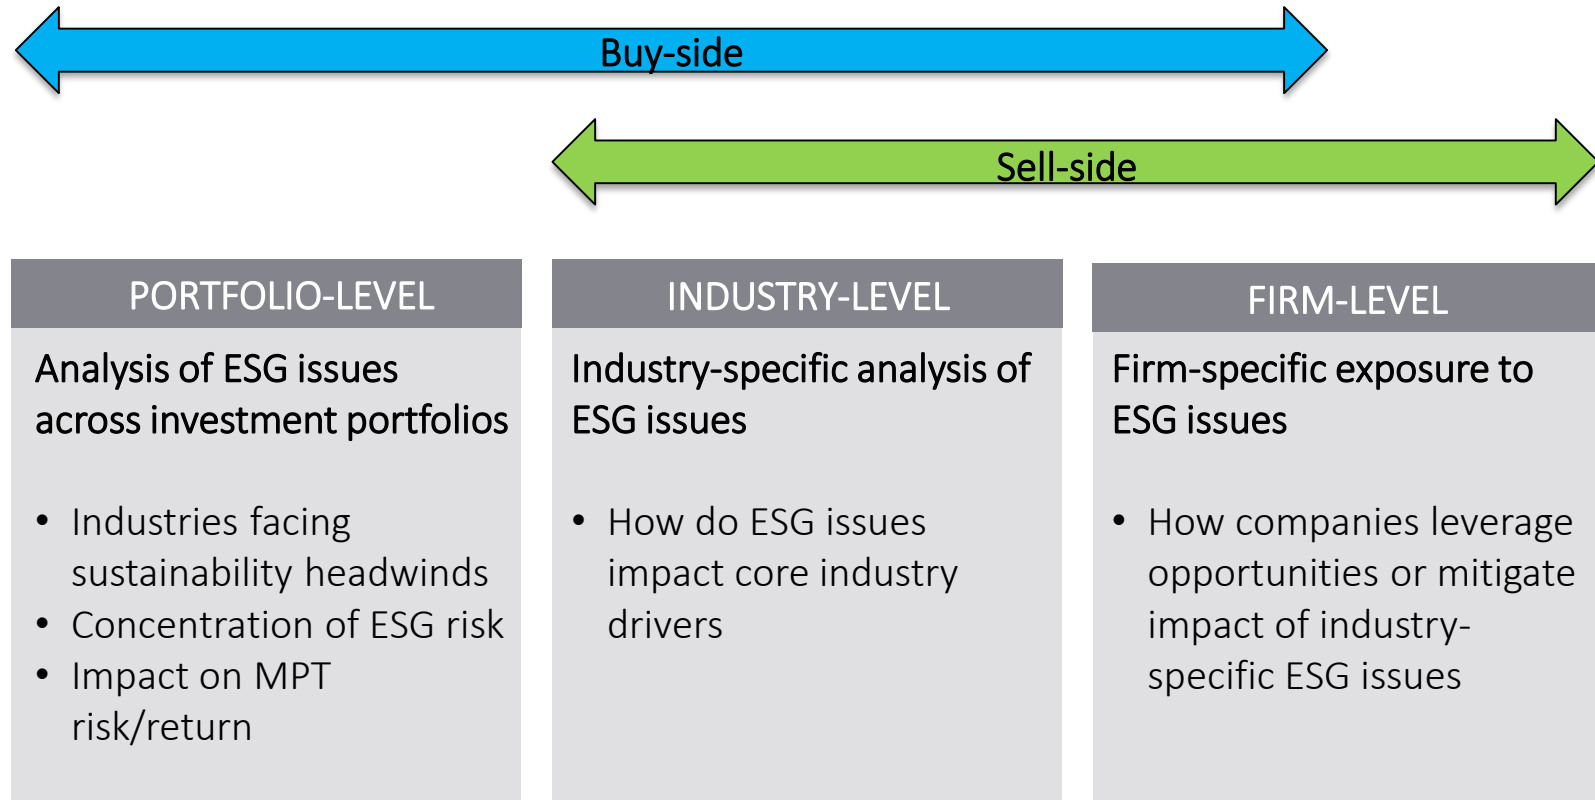 Buy-side
Sell-side
PORTFOLIO-LEVEL
Analysis of ESG issues
across investment portfolios
• Industries facing
sustainability headwinds
• Concentration of ESG risk
• Impact on MPT
risk/return
INDUSTRY-LEVEL
Industry-specific analysis of
ESG issues
• How do ESG issues
impact core industry
drivers
FIRM-LEVEL
Firm-specific exposure to
ESG issues
• How companies leverage
opportunities or mitigate
impact of industry-
specific ESG issues